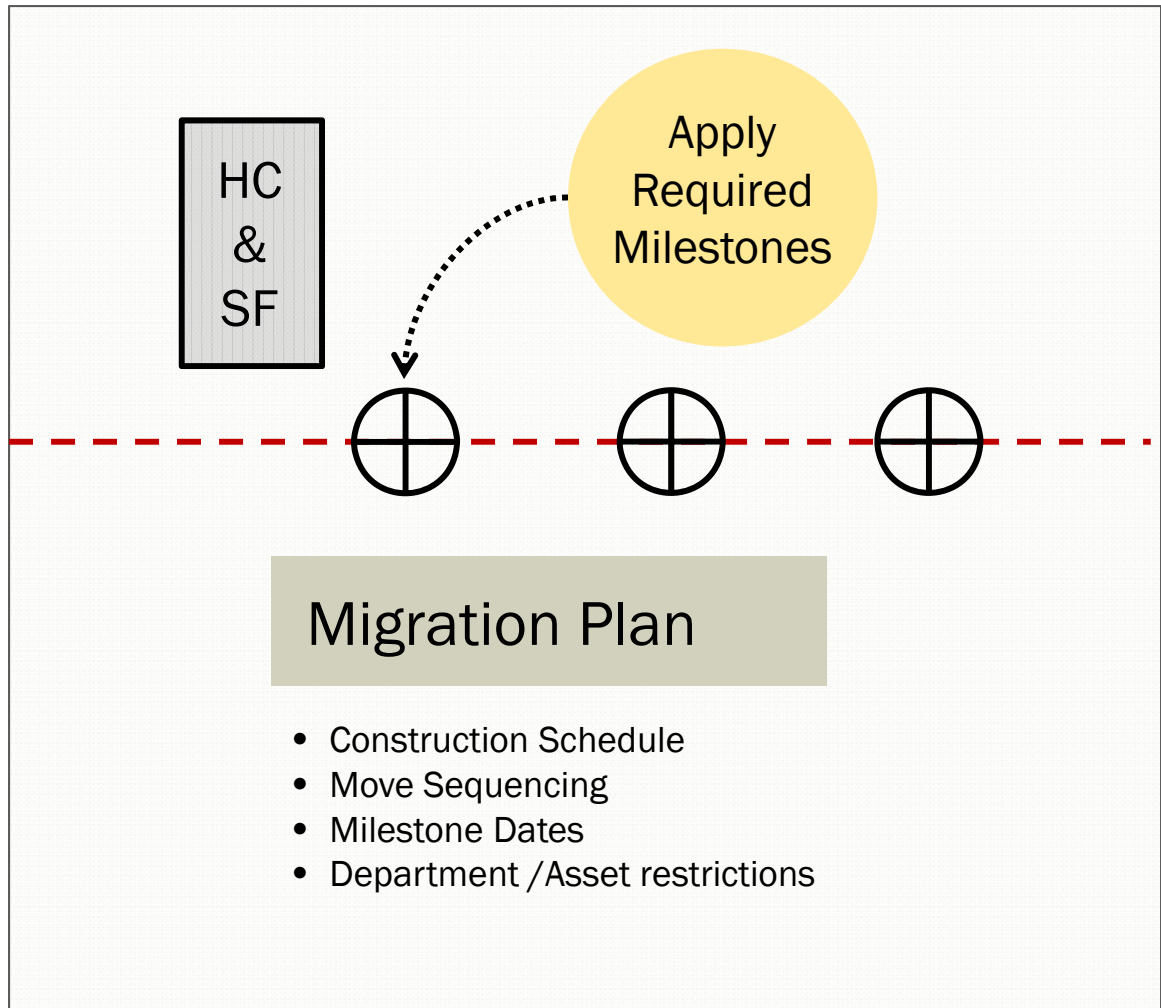 HC
&
SF
Apply
Required
Milestones
Migration Plan
• Construction Schedule
• Move Sequencing
• Milestone Dates
• Department /Asset restrictions